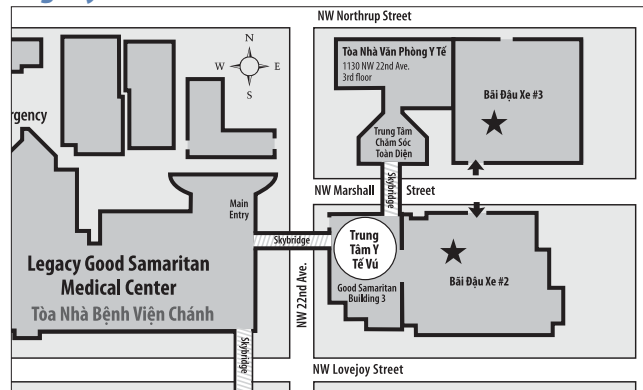 NW Northrup Street
N
W E
S
Tòa Nhà Văn Phòng Y Tế
1130 NW 22nd Ave.
3rd floor
Bãi Đậu Xe #3
rgency
Trung Tâm
Chăm Sóc
Toàn Diện
Skybridge
NW Marshall Street
Main
Entry
Skybridge
Trung
Tâm Y
Tế Vú
Good Samaritan
Building 3
Bãi Đậu Xe #2
Legacy Good Samaritan
Medical Center
Tòa Nhà Bệnh Viện Chánh
NW 22nd Ave.
Skybridge
NW Lovejoy Street